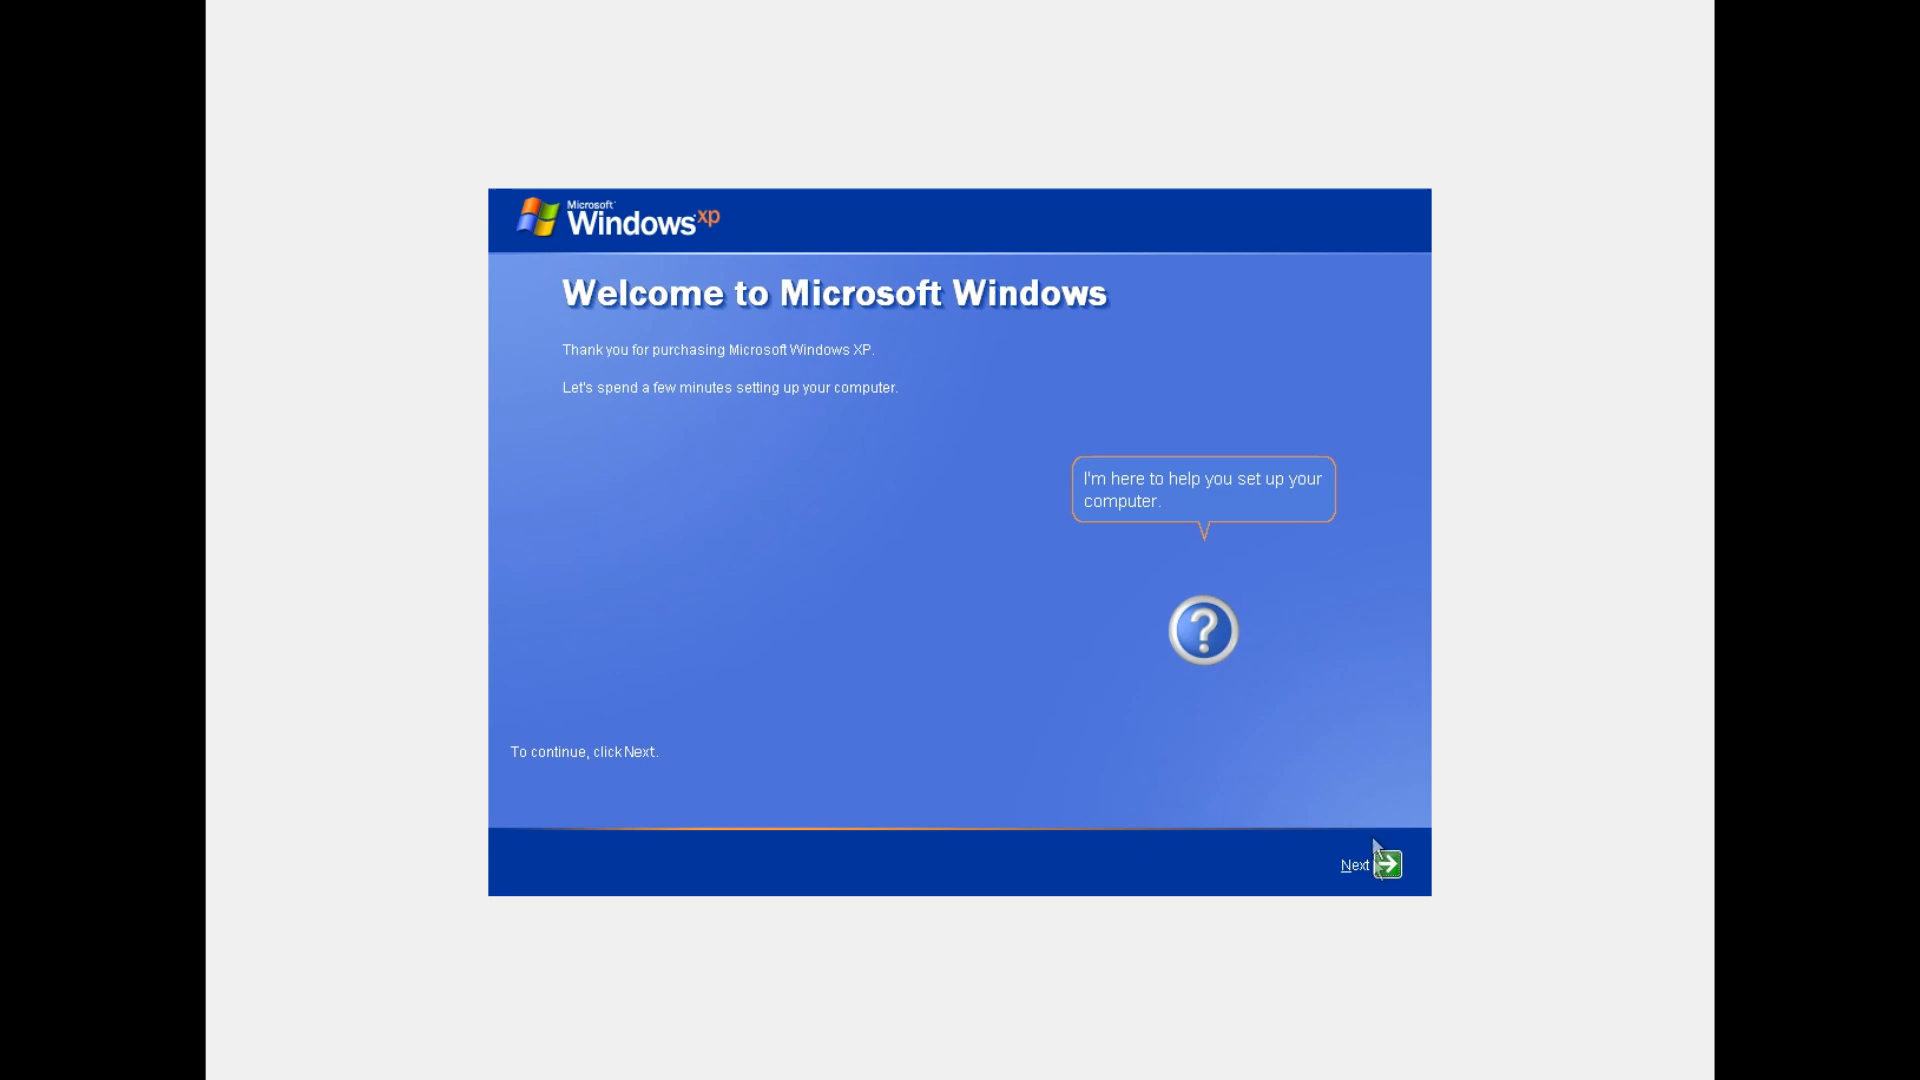 Microsoft
Windows xp
Welcome to Microsoft Windows
Thank you for purchasing Microsoft Windows XP.
Let's spend a few minutes setting up your computer.
I'm here to help you set up your
computer.
?
To continue, click Next.
Next